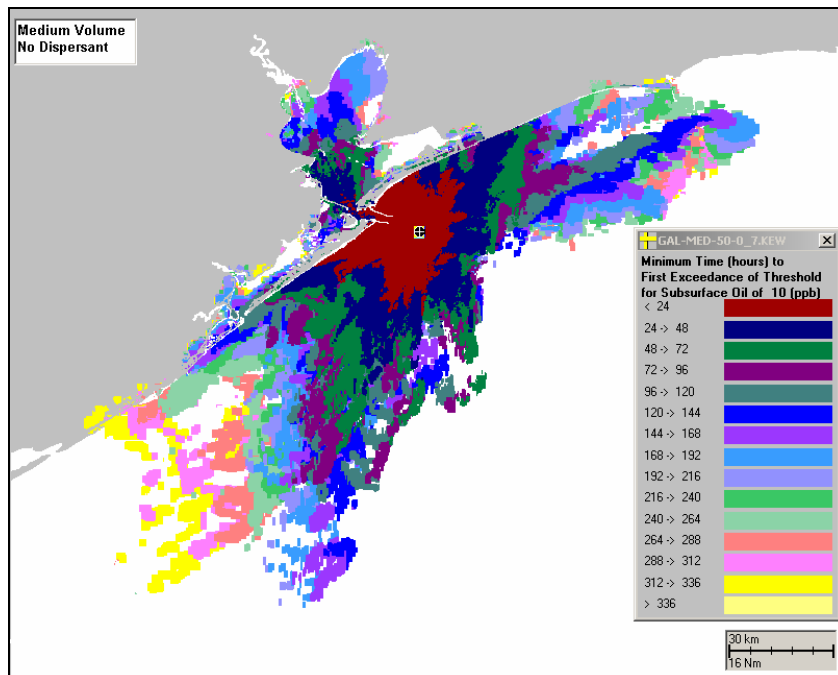 Medium Volume
No Dispersant
GAL-MED-50-0_7.KEW
Minimum Time (hours) to
First Exceedance of Threshold
for Subsurface Oil of 10 (ppb)
< 24
24 -> 48
48 -> 72
72 -> 96
96 -> 120
120 -> 144
144 -> 168
168 -> 192
192 -> 216
216 -> 240
240 -> 264
264 -> 288
288 -> 312
312 -> 336
> 336
30 km
16 Nm